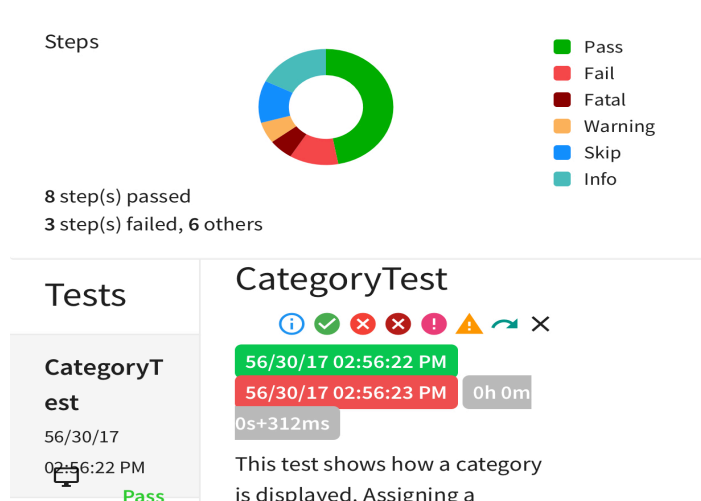 Steps
Pass
Fail
Fatal
Warning
Skip
Info
8 step(s) passed
3 step(s) failed, 6 others
Tests
CategoryT
est
56/30/17
02:56:22 PM
Pass
CategoryTest
56/30/17 02:56:22 PM
56/30/17 02:56:23 PM 0h 0m
0s+312ms
This test shows how a category
is displayed. Assigning a